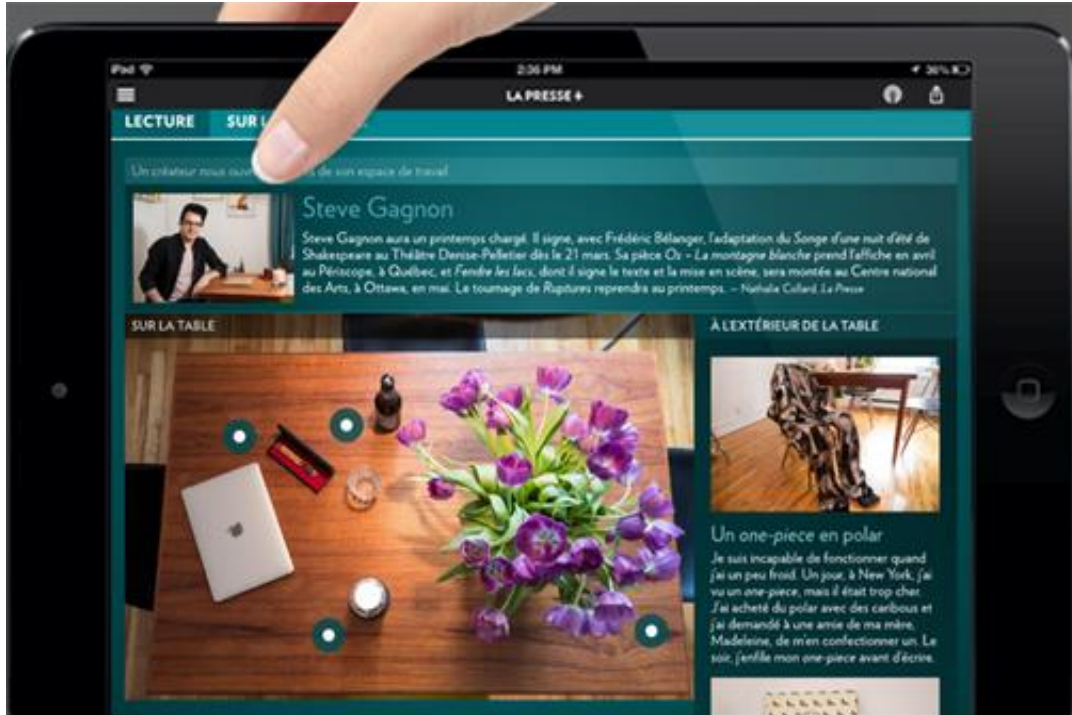 iPad 2:36 PM 36%
LA PRESSE +
LECTURE SUR L
Un créateur nous ouvre de son espace de travail
Steve Gagnon
Steve Gagnon aura un printemps chargé. Il signe, avec Frédéric Bélanger, l'adaptation du Songe d'une nuit d'été de
Shakespeare au Théâtre Denise-Pelletier dès le 21 mars. Sa pièce Os – La montagne blanche prend l'affiche en avril
au Périscope, à Québec, et Fendre les lacs, dont il signe le texte et la mise en scène, sera montée au Centre national
des Arts, à Ottawa, en mai. Le tournage de Ruptures reprendra au printemps. – Nathalie Collard, La Presse
SUR LA TABLE
À L'EXTÉRIEUR DE LA TABLE
Un one-piece en polar
Je suis incapable de fonctionner quand
j'ai un peu froid. Un jour, à New York, j'ai
vu un one-piece, mais il était trop cher.
J'ai acheté du polar avec des caribous et
j'ai demandé à une amie de ma mère,
Madeleine, de m'en confectionner un. Le
soir, j'enfile mon one-piece avant d'écrire.